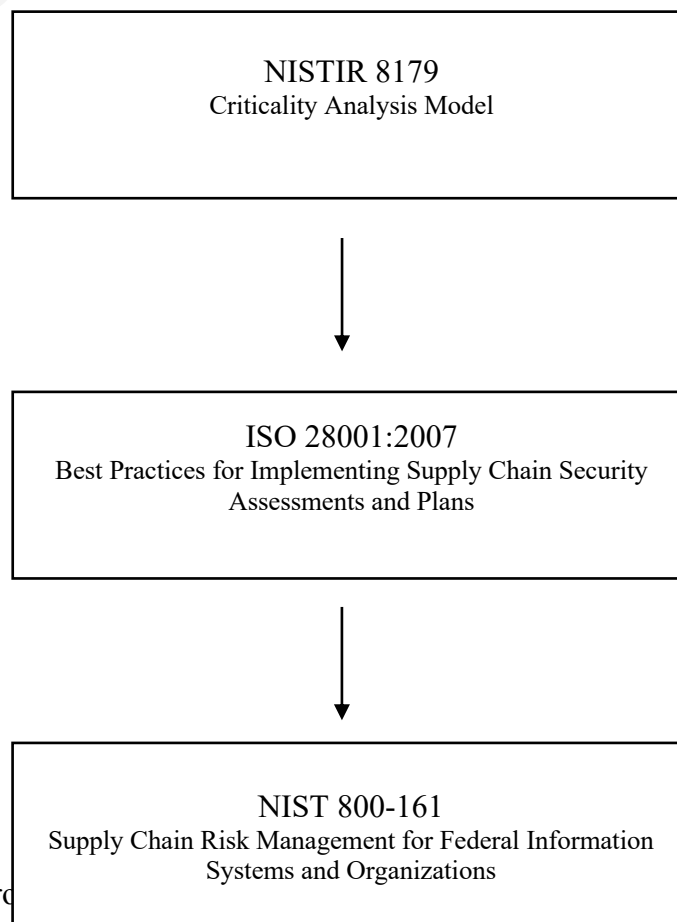 NISTIR 8179
Criticality Analysis Model
ISO 28001:2007
Best Practices for Implementing Supply Chain Security
Assessments and Plans
NIST 800-161
Supply Chain Risk Management for Federal Information
Systems and Organizations